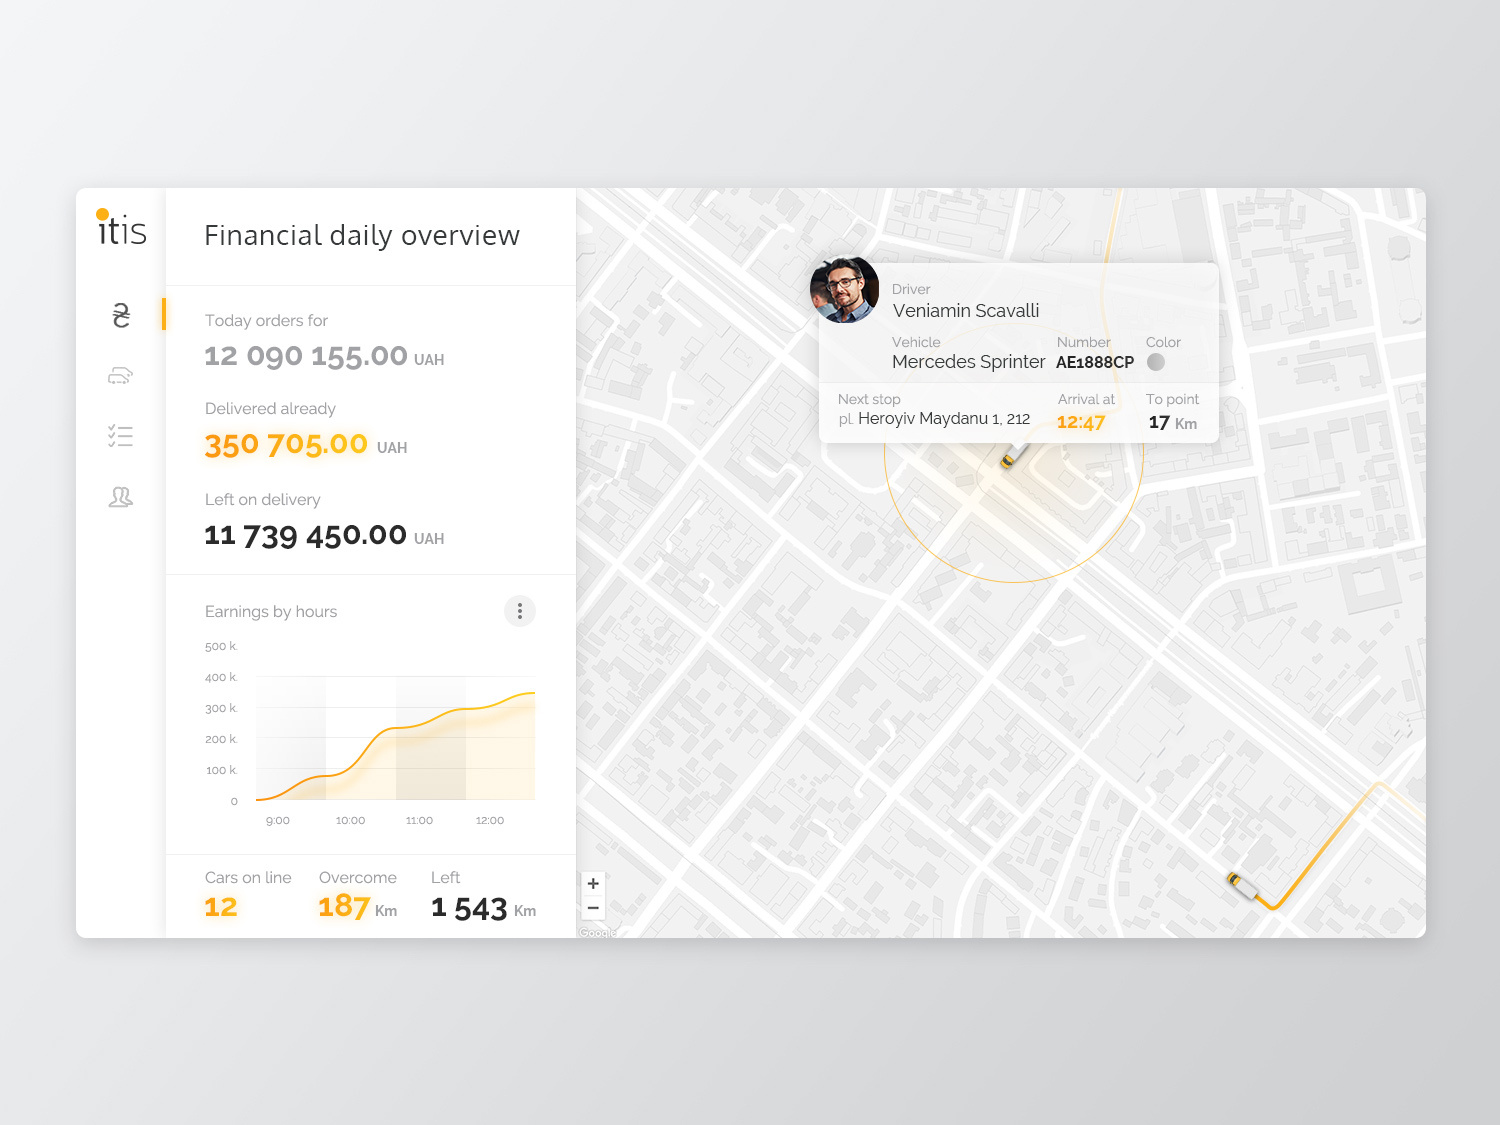 itis
Financial daily overview
Today orders for
12 090 155.00 UAH
Delivered already
350 705.00 UAH
Left on delivery
11 739 450.00 UAH
Earnings by hours
500 k.
400 k.
300 k.
200 k.
100 k.
0
9:00 10:00 11:00 12:00
Cars on line Overcome Left
12 187 Km 1 543 Km
Driver
Veniamin Scavalli
Vehicle Number Color
Mercedes Sprinter AE1888CP
Next stop Arrival at To point
pl. Heroyiv Maydanu 1, 212 12:47 17 Km
+
−
Google